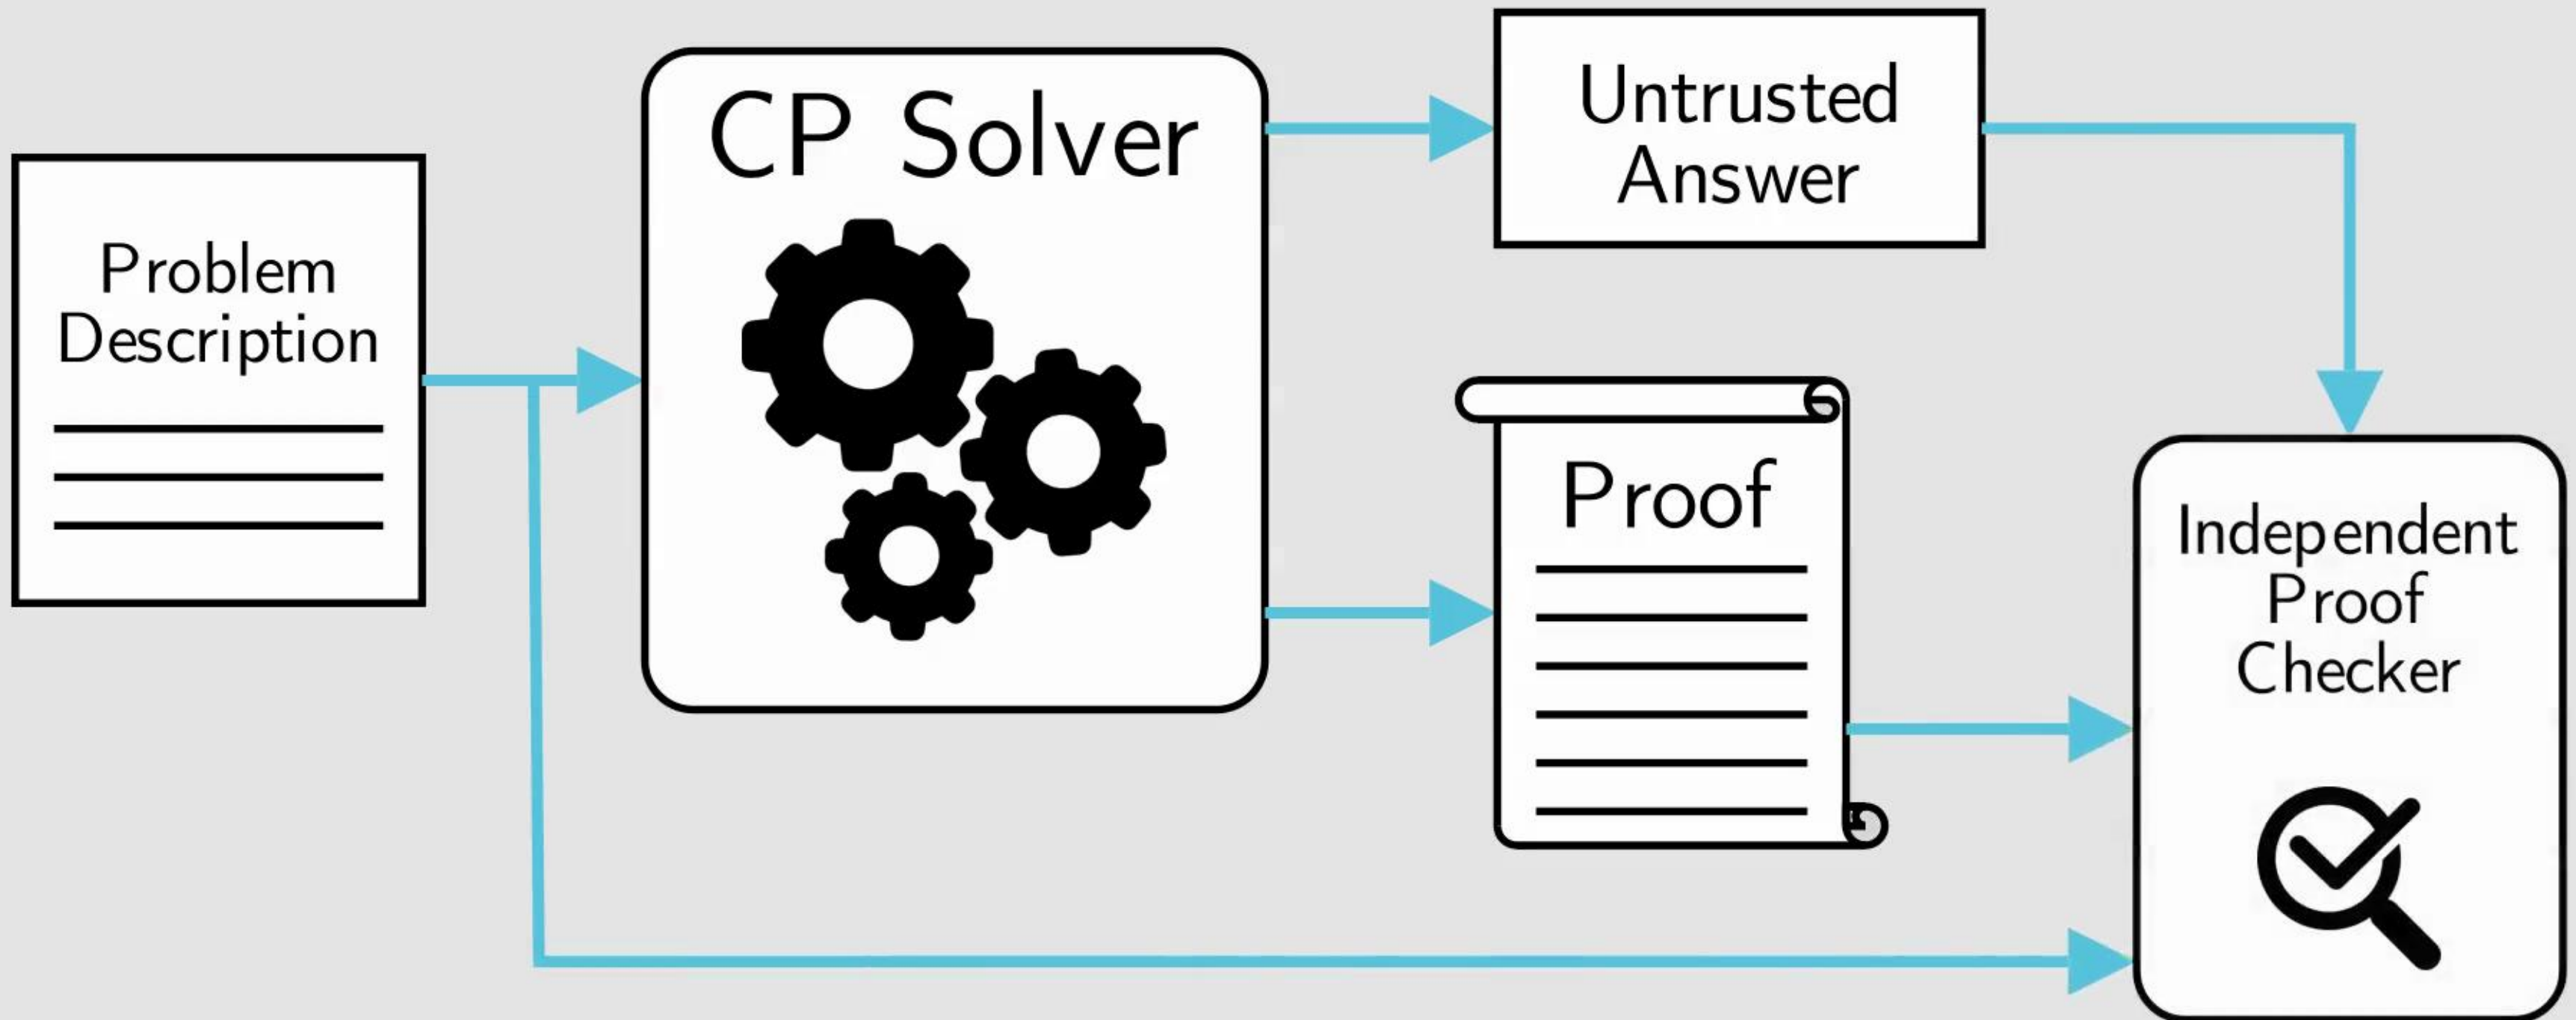 Problem
Description
CP Solver
Untrusted
Answer
Proof
Independent
Proof
Checker